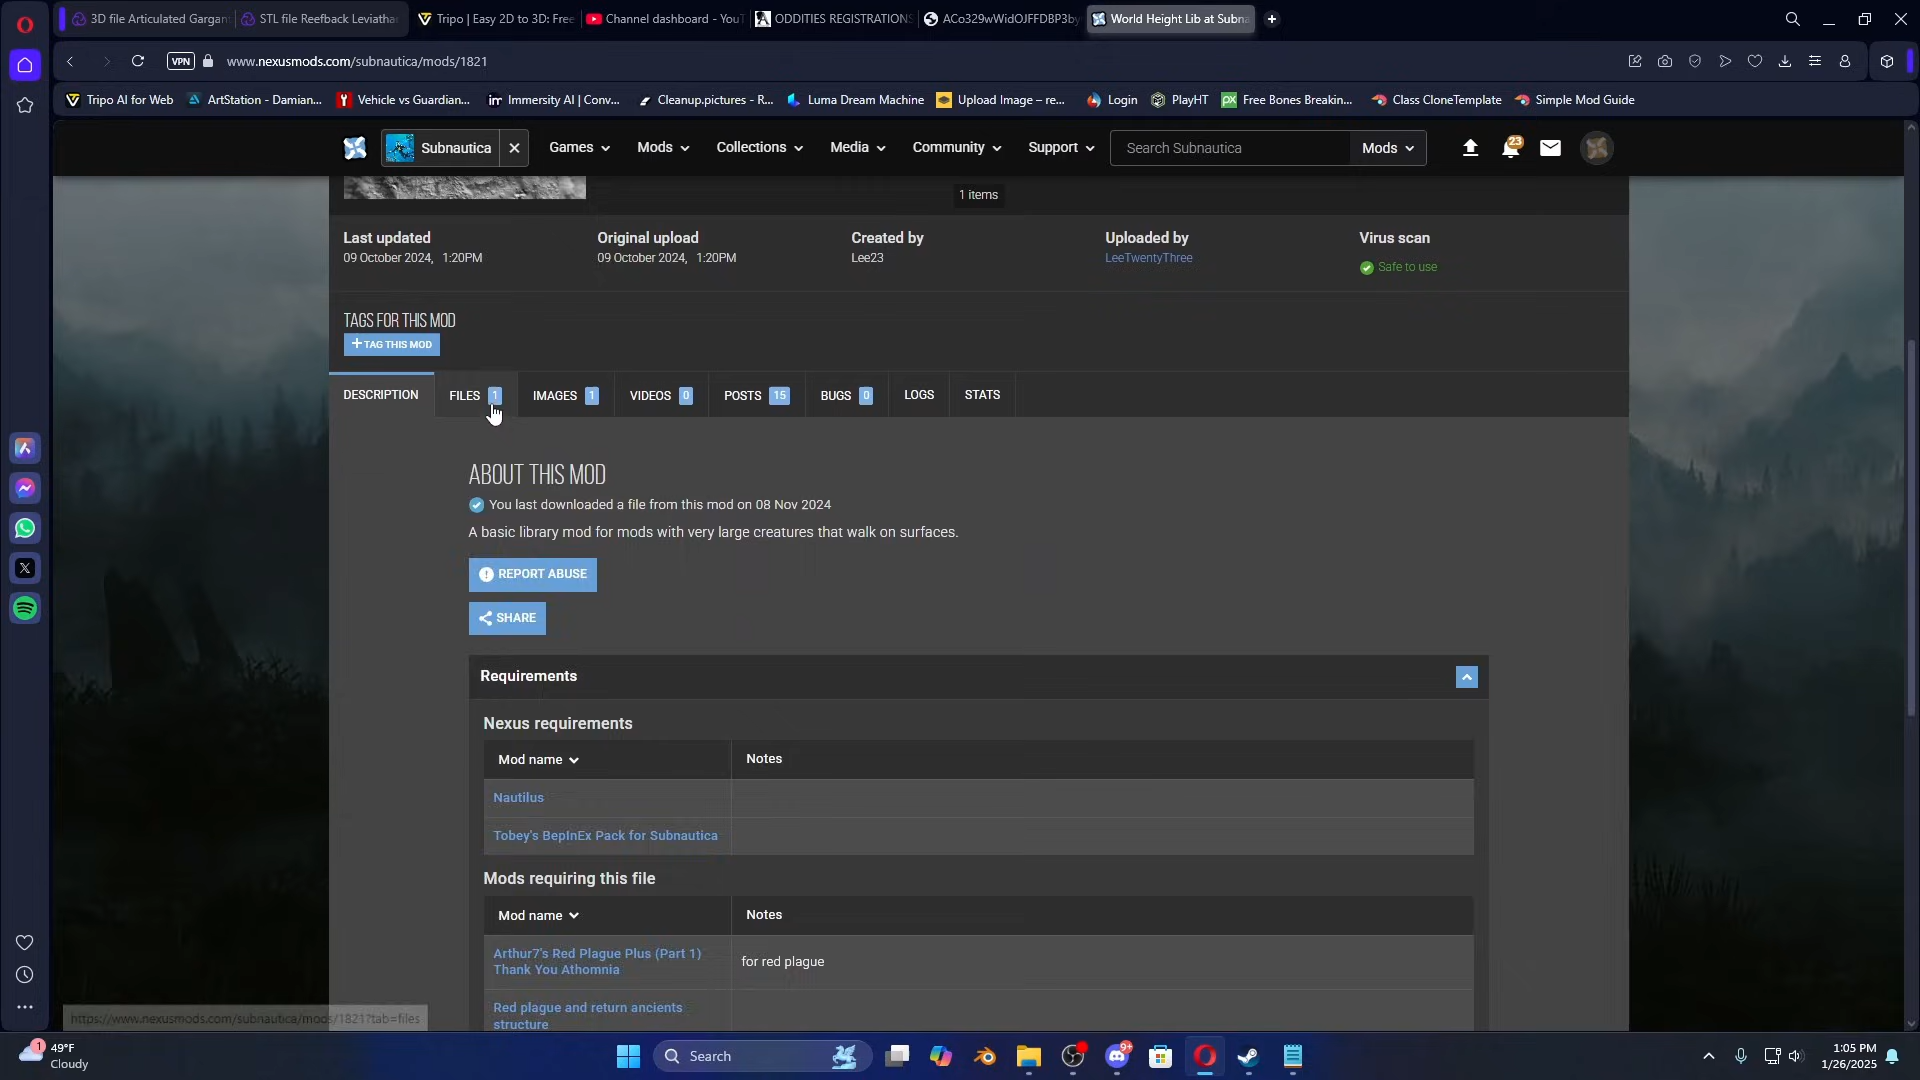 3D file Articulated Gargan
STL file Reefback Leviatha
Tripo | Easy 2D to 3D: Free
Channel dashboard - YouT
ODDITIES REGISTRATIONS
ACo329wWidOJFFDBP3by
World Height Lib at Subna
VPN
www.nexusmods.com/subnautica/mods/1821
Tripo AI for Web
ArtStation - Damian...
Vehicle vs Guardian...
Immersity AI | Conv...
Cleanup.pictures - R...
Luma Dream Machine
Upload Image – re...
Login
PlayHT
Free Bones Breakin...
Class CloneTemplate
Simple Mod Guide
Subnautica
Games
Mods
Collections
Media
Community
Support
Search Subnautica
Mods
23
1 items
Last updated
09 October 2024, 1:20PM
Original upload
09 October 2024, 1:20PM
Created by
Lee23
Uploaded by
LeeTwentyThree
Virus scan
Safe to use
TAGS FOR THIS MOD
+ TAG THIS MOD
DESCRIPTION
FILES 1
IMAGES 1
VIDEOS 0
POSTS 15
BUGS 0
LOGS
STATS
ABOUT THIS MOD
You last downloaded a file from this mod on 08 Nov 2024
A basic library mod for mods with very large creatures that walk on surfaces.
REPORT ABUSE
SHARE
Requirements
Nexus requirements
Mod name
Notes
Nautilus
Tobey's BepInEx Pack for Subnautica
Mods requiring this file
Mod name
Notes
Arthur7's Red Plague Plus (Part 1)
Thank You Athomnia
for red plague
Red plague and return ancients
structure
https://www.nexusmods.com/subnautica/mods/1821?tab=files
1
49°F
Cloudy
Search
9+
1:05 PM
1/26/2025